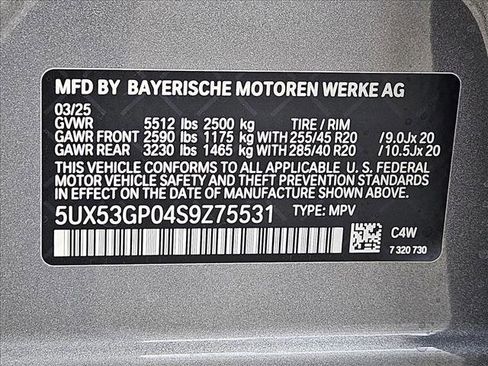 MFD BY BAYERISCHE MOTOREN WERKE AG
03/25
GVWR 5512 lbs 2500 kg TIRE / RIM
GAWR FRONT 2590 lbs 1175 kg WITH 255/45 R20 /9.0Jx 20
GAWR REAR 3230 lbs 1465 kg WITH 285/40 R20 /10.5Jx 20
THIS VEHICLE CONFORMS TO ALL APPLICABLE U. S. FEDERAL
MOTOR VEHICLE SAFETY STANDARDS IN EFFECT ON
THE DATE OF MANUFACTURE SHOWN ABOVE.
5UX53GP04S9Z75531 TYPE: MPV
C4W
7 320 730